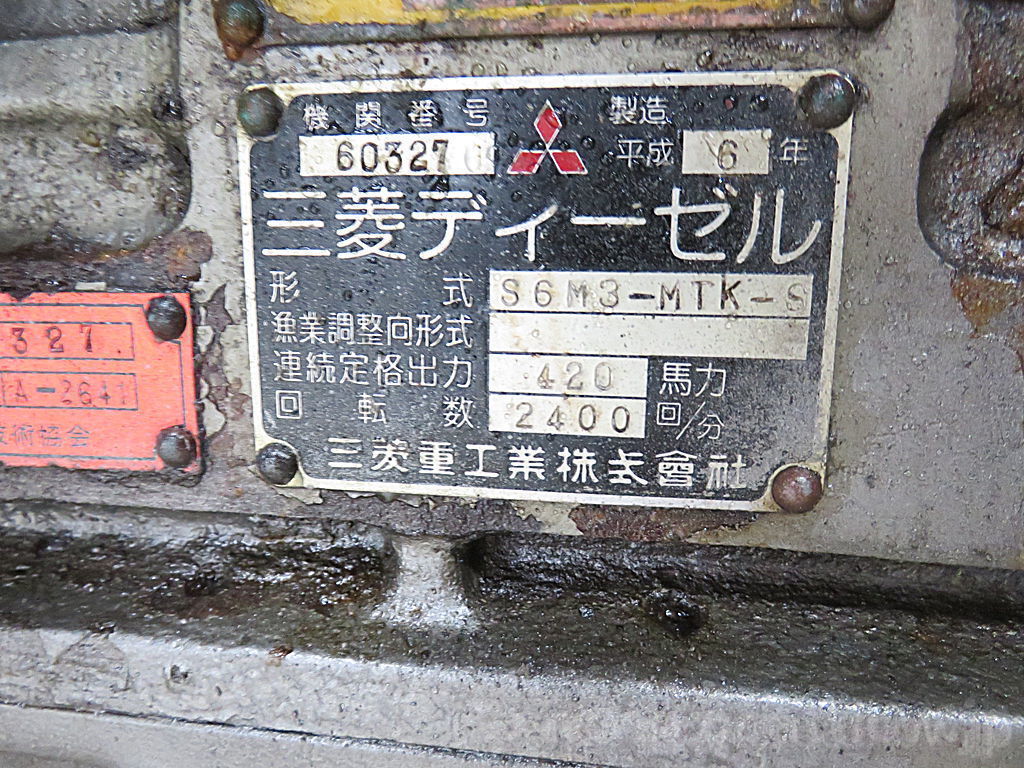 機関番号
60327
製造
平成 6 年
三菱ディーゼル
形式 S6M3-MTK-S
漁業調整向形式
連続定格出力 420 馬力
回転数 2400 回/分
三菱重工業株式會社
327
1A-2641
技術協会